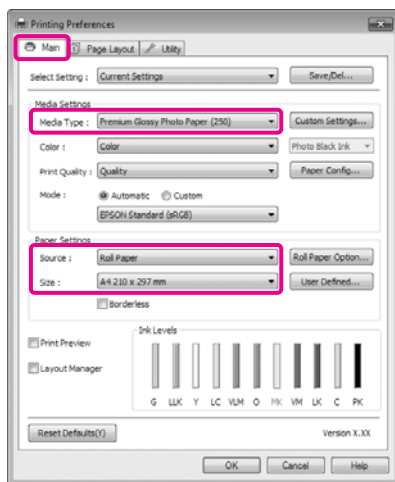 Printing Preferences
Main Page Layout Utility
Select Setting : Current Settings Save/Del...
Media Settings
Media Type : Premium Glossy Photo Paper (250) Custom Settings...
Color : Color Photo Black Ink
Print Quality : Quality Paper Config...
Mode : Automatic Custom
EPSON Standard (sRGB)
Paper Settings
Source : Roll Paper Roll Paper Option...
Size : A4 210 x 297 mm User Defined...
Borderless
Ink Levels
Print Preview
Layout Manager
G LLK Y LC VLM O MK VM LK C PK
Reset Defaults(Y) Version X.XX
OK Cancel Help